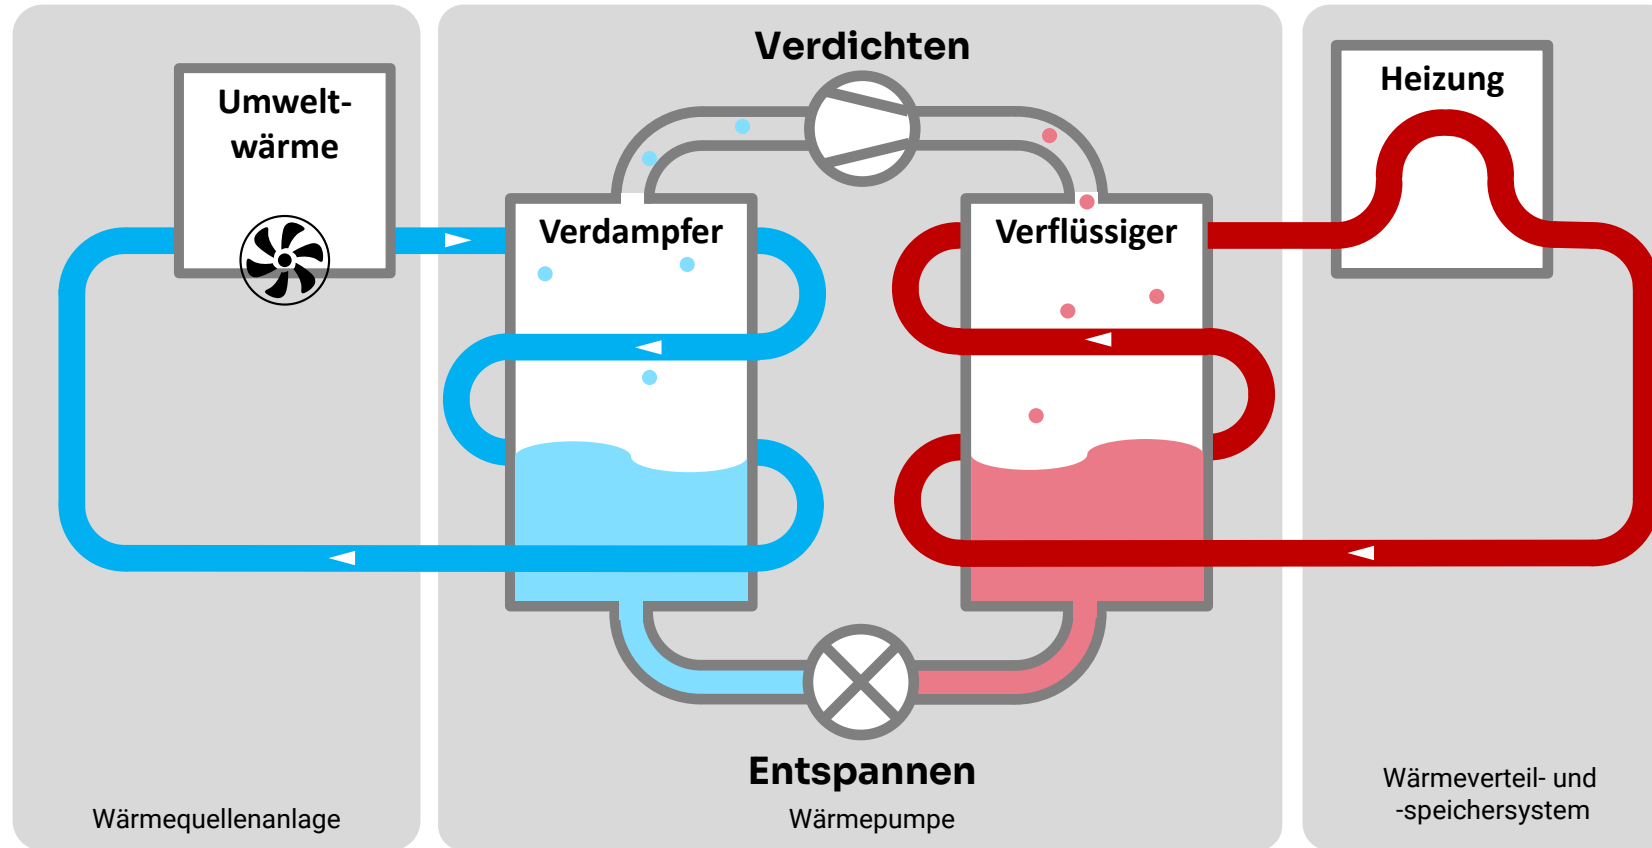 Verdichten
Umwelt-
wärme
Heizung
Verdampfer
Verflüssiger
Entspannen
Wärmequellenanlage
Wärmepumpe
Wärmeverteil- und
-speichersystem